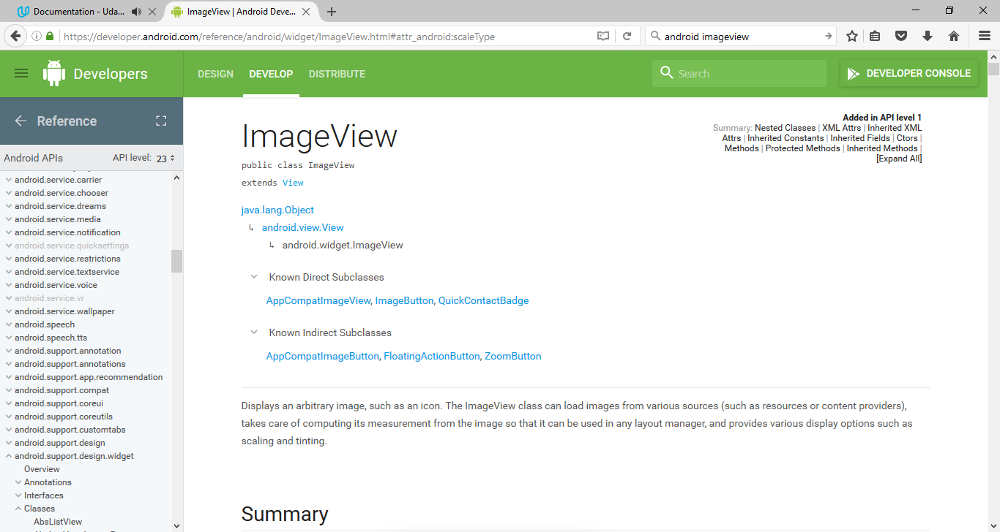 Documentation - Uda...
ImageView | Android Deve...
https://developer.android.com/reference/android/widget/ImageView.html#attr_android:scaleType
android imageview
Developers
DESIGN
DEVELOP
DISTRIBUTE
Search
DEVELOPER CONSOLE
Reference
Android APIs
API level: 23
android.service.carrier
android.service.chooser
android.service.dreams
android.service.media
android.service.notification
android.service.quicksettings
android.service.restrictions
android.service.textservice
android.service.voice
android.service.vr
android.service.wallpaper
android.speech
android.speech.tts
android.support.annotation
android.support.annotations
android.support.app.recommendation
android.support.compat
android.support.coreui
android.support.coreutils
android.support.customtabs
android.support.design
android.support.design.widget
Overview
Annotations
Interfaces
Classes
AbsListView
Added in API level 1
Summary: Nested Classes | XML Attrs | Inherited XML
Attrs | Inherited Constants | Inherited Fields | Ctors |
Methods | Protected Methods | Inherited Methods |
[Expand All]
ImageView
public class ImageView
extends View
java.lang.Object
↳ android.view.View
↳ android.widget.ImageView
Known Direct Subclasses
AppCompatImageView, ImageButton, QuickContactBadge
Known Indirect Subclasses
AppCompatImageButton, FloatingActionButton, ZoomButton
Displays an arbitrary image, such as an icon. The ImageView class can load images from various sources (such as resources or content providers),
takes care of computing its measurement from the image so that it can be used in any layout manager, and provides various display options such as
scaling and tinting.
Summary